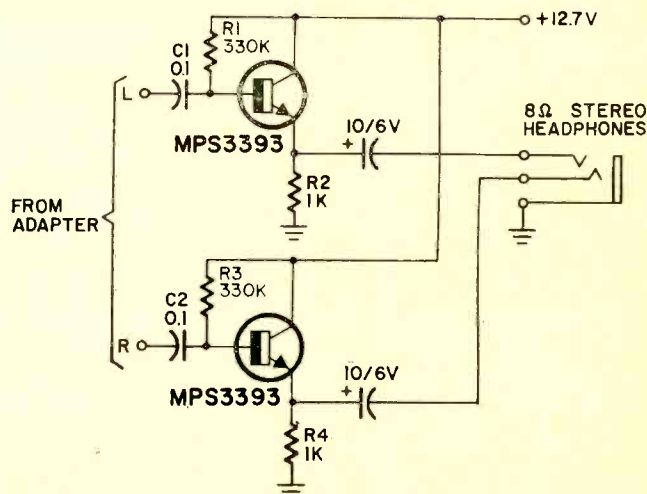 +12.7V
R1
330K
C1
0.1
L
MPS3393
10/6V
+
8Ω STEREO
HEADPHONES
R2
1K
FROM
ADAPTER
R3
330K
C2
0.1
R
MPS3393
10/6V
+
R4
1K